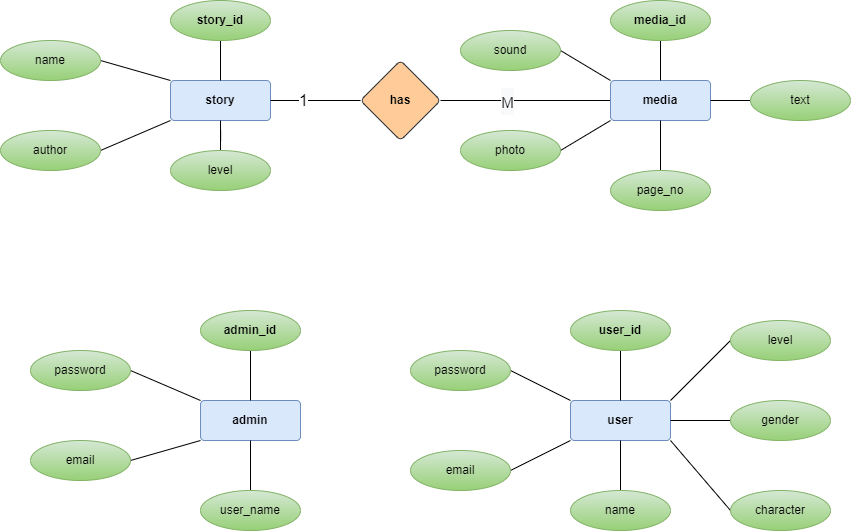 story_id
media_id
name
sound
story
1
has
M
media
text
author
level
photo
page_no
admin_id
user_id
level
password
password
admin
user
gender
email
email
user_name
name
character